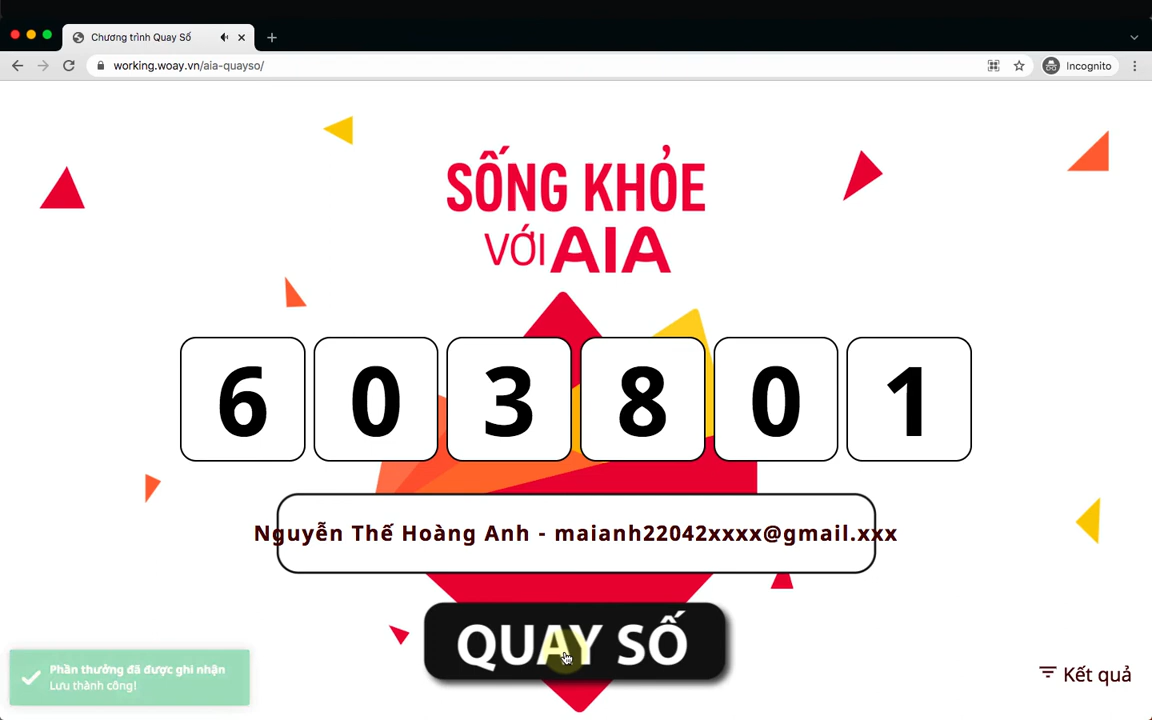 Chương trình Quay Số
working.woay.vn/aia-quayso/
Incognito
SỐNG KHỎE
VỚI AIA
6 0 3 8 0 1
Nguyễn Thế Hoàng Anh - maianh22042xxxx@gmail.xxx
QUAY SỐ
Phần thưởng đã được ghi nhận
Lưu thành công!
Kết quả